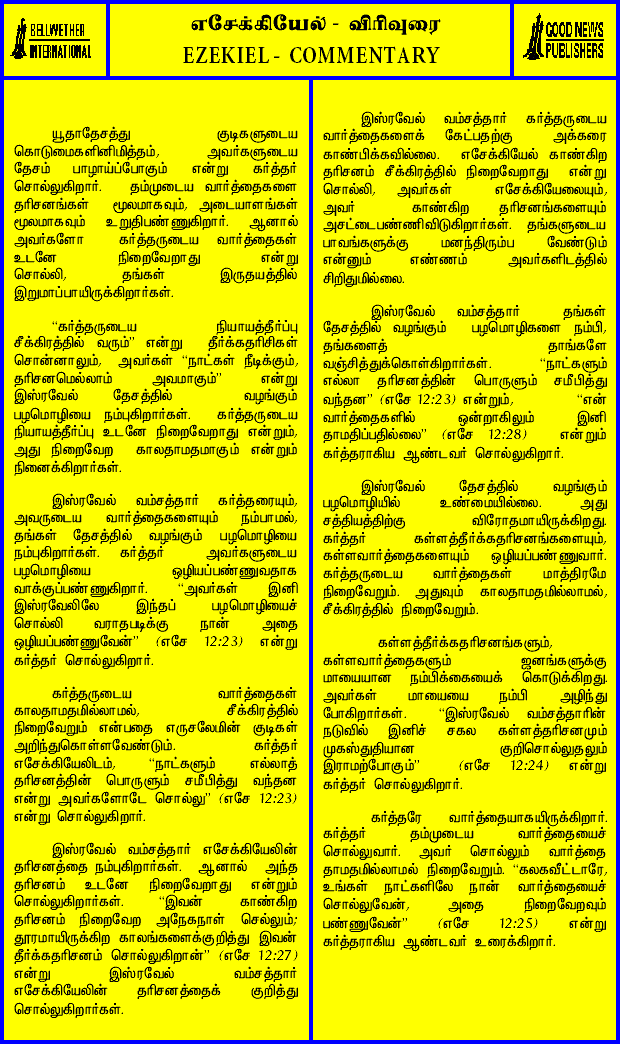 BELLWETHER
INTERNATIONAL
எசேக்கியேல் - விரிவுரை
EZEKIEL - COMMENTARY
GOOD NEWS
PUBLISHERS
யூதாதேசத்து குடிகளுடைய
கொடுமைகளினிமித்தம், அவர்களுடைய
தேசம் பாழாய்ப்போகும் என்று கர்த்தர்
சொல்லுகிறார். தம்முடைய வார்த்தைகளை
தரிசனங்கள் மூலமாகவும், அடையாளங்கள்
மூலமாகவும் உறுதிபண்ணுகிறார். ஆனால்
அவர்களோ கர்த்தருடைய வார்த்தைகள்
உடனே நிறைவேறாது என்று
சொல்லி, தங்கள் இருதயத்தில்
இறுமாப்பாயிருக்கிறார்கள்.
“கர்த்தருடைய நியாயத்தீர்ப்பு
சீக்கிரத்தில் வரும்” என்று தீர்க்கதரிசிகள்
சொன்னாலும், அவர்கள் “நாட்கள் நீடிக்கும்,
தரிசனமெல்லாம் அவமாகும்” என்று
இஸ்ரவேல் தேசத்தில் வழங்கும்
பழமொழியை நம்புகிறார்கள். கர்த்தருடைய
நியாயத்தீர்ப்பு உடனே நிறைவேறாது என்றும்,
அது நிறைவேற காலதாமதமாகும் என்றும்
நினைக்கிறார்கள்.
இஸ்ரவேல் வம்சத்தார் கர்த்தரையும்,
அவருடைய வார்த்தைகளையும் நம்பாமல்,
தங்கள் தேசத்தில் வழங்கும் பழமொழியை
நம்புகிறார்கள். கர்த்தர் அவர்களுடைய
பழமொழியை ஒழியப்பண்ணுவதாக
வாக்குப்பண்ணுகிறார். “அவர்கள் இனி
இஸ்ரவேலிலே இந்தப் பழமொழியைச்
சொல்லி வராதபடிக்கு நான் அதை
ஒழியப்பண்ணுவேன்” (எசே 12:23) என்று
கர்த்தர் சொல்லுகிறார்.
கர்த்தருடைய வார்த்தைகள்
காலதாமதமில்லாமல், சீக்கிரத்தில்
நிறைவேறும் என்பதை எருசலேமின் குடிகள்
அறிந்துகொள்ளவேண்டும். கர்த்தர்
எசேக்கியேலிடம், “நாட்களும் எல்லாத்
தரிசனத்தின் பொருளும் சமீபித்து வந்தன
என்று அவர்களோடே சொல்லு” (எசே 12:23)
என்று சொல்லுகிறார்.
இஸ்ரவேல் வம்சத்தார் எசேக்கியேலின்
தரிசனத்தை நம்புகிறார்கள். ஆனால் அந்த
தரிசனம் உடனே நிறைவேறாது என்றும்
சொல்லுகிறார்கள். “இவன் காண்கிற
தரிசனம் நிறைவேற அநேகநாள் செல்லும்;
தூரமாயிருக்கிற காலங்களைக்குறித்து இவன்
தீர்க்கதரிசனம் சொல்லுகிறான்” (எசே 12:27)
என்று இஸ்ரவேல் வம்சத்தார்
எசேக்கியேலின் தரிசனத்தைக் குறித்து
சொல்லுகிறார்கள்.
இஸ்ரவேல் வம்சத்தார் கர்த்தருடைய
வார்த்தைகளைக் கேட்பதற்கு அக்கரை
காண்பிக்கவில்லை. எசேக்கியேல் காண்கிற
தரிசனம் சீக்கிரத்தில் நிறைவேறாது என்று
சொல்லி, அவர்கள் எசேக்கியேலையும்,
அவர் காண்கிற தரிசனங்களையும்
அசட்டைபண்ணிவிடுகிறார்கள். தங்களுடைய
பாவங்களுக்கு மனந்திரும்ப வேண்டும்
என்னும் எண்ணம் அவர்களிடத்தில்
சிறிதுமில்லை.
இஸ்ரவேல் வம்சத்தார் தங்கள்
தேசத்தில் வழங்கும் பழமொழிகளை நம்பி,
தங்களைத் தாங்களே
வஞ்சித்துக்கொள்கிறார்கள். “நாட்களும்
எல்லா தரிசனத்தின் பொருளும் சமீபித்து
வந்தன” (எசே 12:23) என்றும், “என்
வார்த்தைகளில் ஒன்றாகிலும் இனி
தாமதிப்பதில்லை” (எசே 12:28) என்றும்
கர்த்தராகிய ஆண்டவர் சொல்லுகிறார்.
இஸ்ரவேல் தேசத்தில் வழங்கும்
பழமொழியில் உண்மையில்லை. அது
சத்தியத்திற்கு விரோதமாயிருக்கிறது.
கர்த்தர் கள்ளத்தீர்க்கதரிசனங்களையும்,
கள்ளவார்த்தைகளையும் ஒழியப்பண்ணுவார்.
கர்த்தருடைய வார்த்தைகள் மாத்திரமே
நிறைவேறும். அதுவும் காலதாமதமில்லாமல்,
சீக்கிரத்தில் நிறைவேறும்.
கள்ளத்தீர்க்கதரிசனங்களும்,
கள்ளவார்த்தைகளும் ஜனங்களுக்கு
மாயையான நம்பிக்கையைக் கொடுக்கிறது.
அவர்கள் மாயையை நம்பி அழிந்து
போகிறார்கள். “இஸ்ரவேல் வம்சத்தாரின்
நடுவில் இனிச் சகல கள்ளத்தரிசனமும்
முகஸ்துதியான குறிசொல்லுதலும்
இராமற்போகும்” (எசே 12:24) என்று
கர்த்தர் சொல்லுகிறார்.
கர்த்தரே வார்த்தையாகயிருக்கிறார்.
கர்த்தர் தம்முடைய வார்த்தையைச்
சொல்லுவார். அவர் சொல்லும் வார்த்தை
தாமதமில்லாமல் நிறைவேறும். “கலகவீட்டாரே,
உங்கள் நாட்களிலே நான் வார்த்தையைச்
சொல்லுவேன், அதை நிறைவேறவும்
பண்ணுவேன்” (எசே 12:25) என்று
கர்த்தராகிய ஆண்டவர் உரைக்கிறார்.